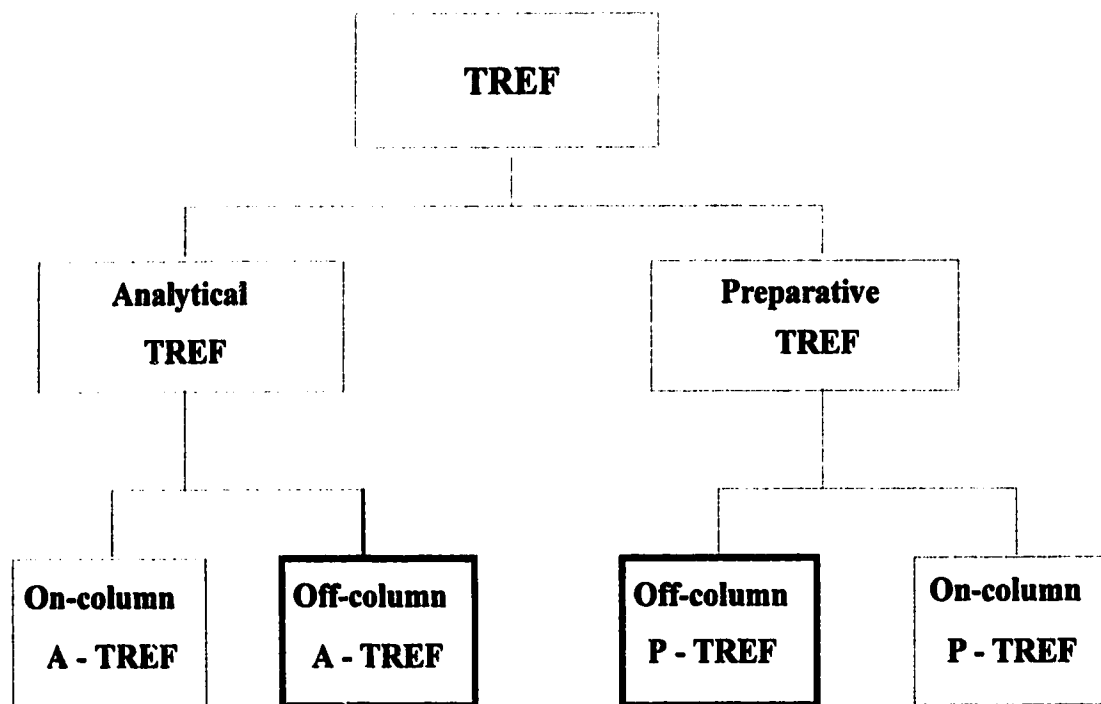 TREF
Analytical
TREF
Preparative
TREF
On-column
A - TREF
Off-column
A - TREF
Off-column
P - TREF
On-column
P - TREF